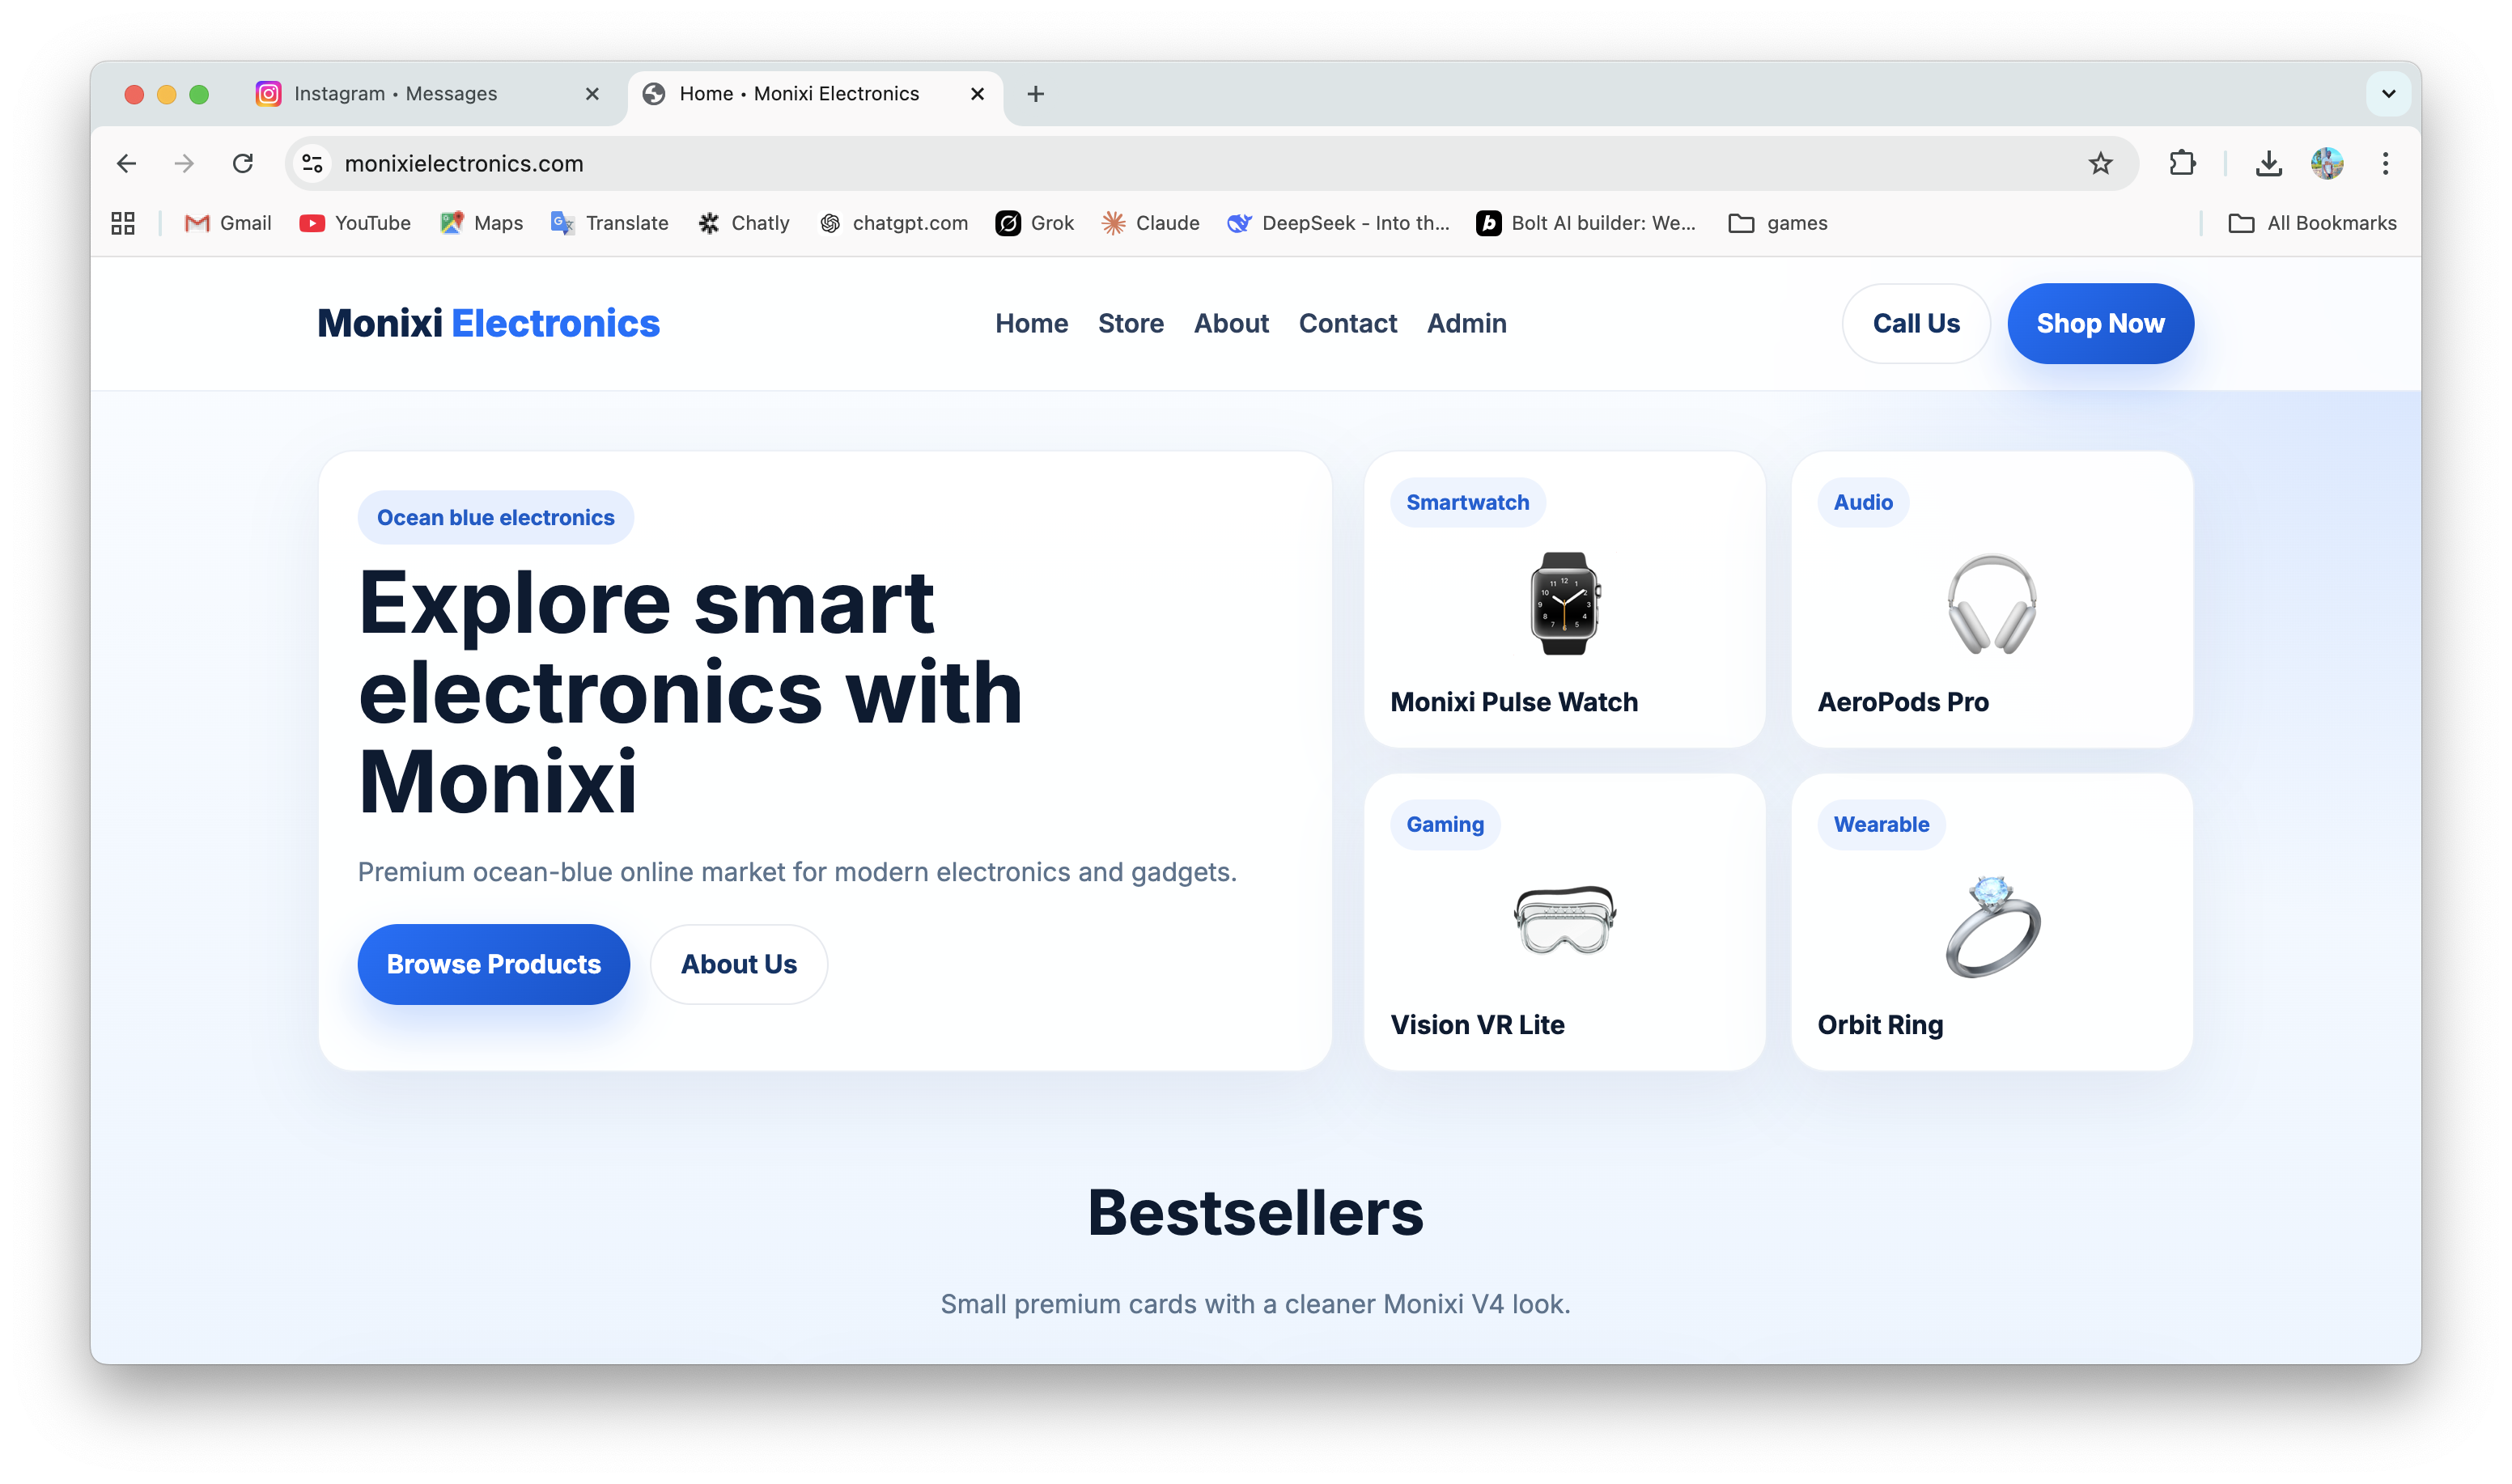 Instagram • Messages
Home • Monixi Electronics
monixielectronics.com
Gmail YouTube Maps Translate Chatly chatgpt.com Grok Claude DeepSeek - Into th... Bolt AI builder: We... games All Bookmarks
Monixi Electronics
Home Store About Contact Admin
Call Us
Shop Now
Ocean blue electronics
Explore smart
electronics with
Monixi
Premium ocean-blue online market for modern electronics and gadgets.
Browse Products
About Us
Smartwatch
Monixi Pulse Watch
Audio
AeroPods Pro
Gaming
Vision VR Lite
Wearable
Orbit Ring
Bestsellers
Small premium cards with a cleaner Monixi V4 look.